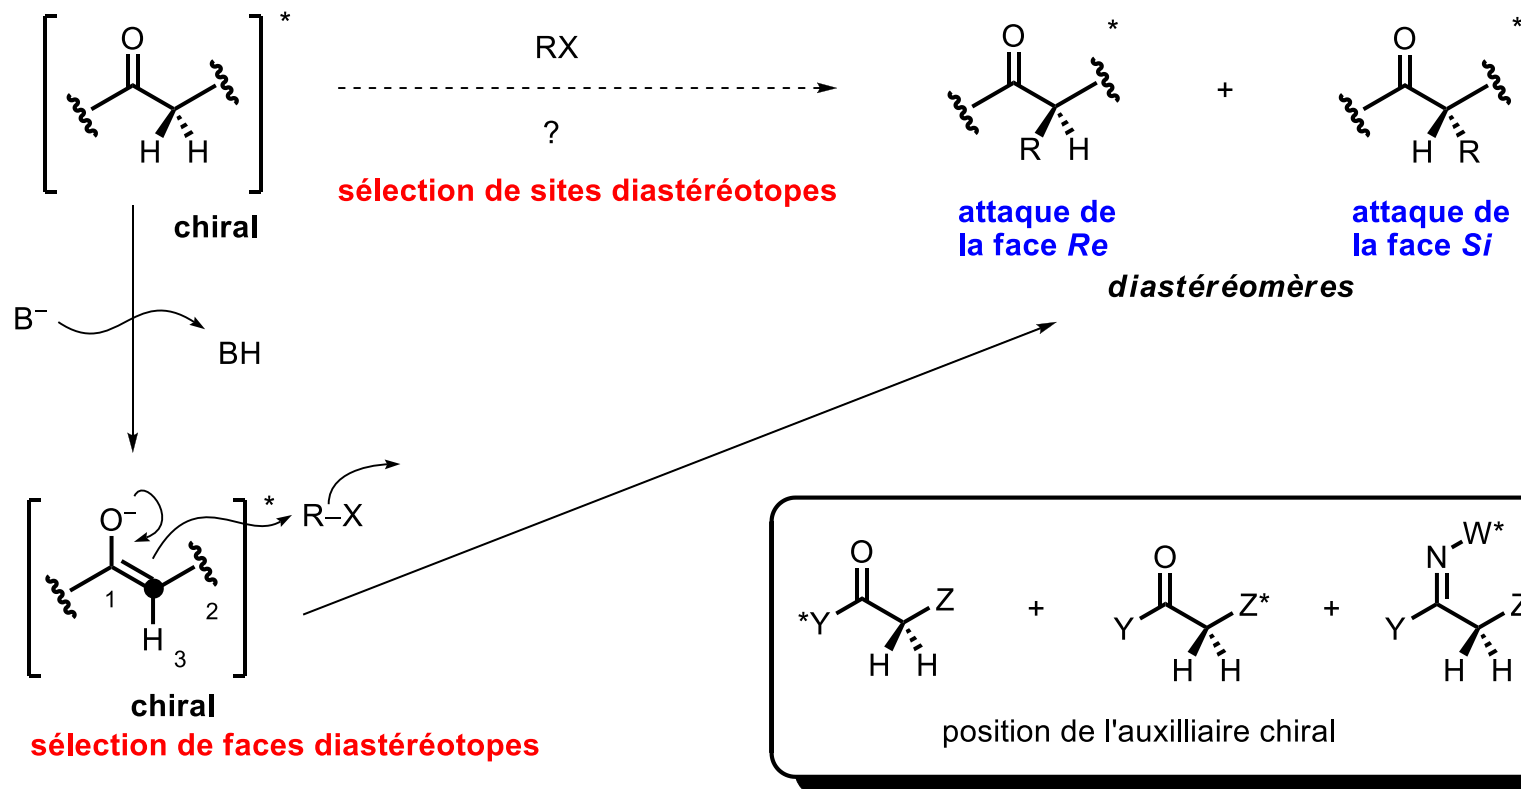 O
H H
*
chiral
RX
?
sélection de sites diastéréotopes
O
R H
*
+
O
H R
*
attaque de
la face Re
attaque de
la face Si
diastéréomères
B–
BH
O–
1
2
H
3
*
R–X
chiral
sélection de faces diastéréotopes
O
*Y
Z
H H
+
O
Y
Z*
H H
+
N
W*
Y
Z
H H
position de l'auxilliaire chiral